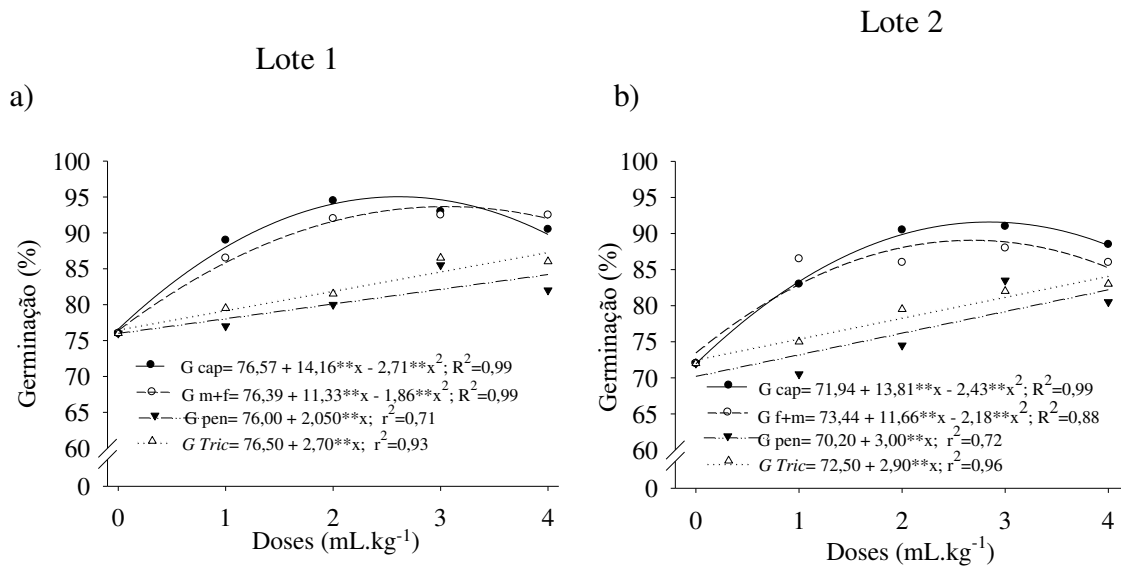 Lote 1
a)
Germinação (%)
100
95
90
85
80
75
70
65
60
0
G cap= 76,57 + 14,16**x - 2,71**x²; R²=0,99
G m+f= 76,39 + 11,33**x - 1,86**x²; R²=0,99
G pen= 76,00 + 2,050**x; r²=0,71
G Tric= 76,50 + 2,70**x; r²=0,93
0 1 2 3 4
Doses (mL.kg⁻¹)
Lote 2
b)
Germinação (%)
100
95
90
85
80
75
70
65
60
0
G cap= 71,94 + 13,81**x - 2,43**x²; R²=0,99
G f+m= 73,44 + 11,66**x - 2,18**x²; R²=0,88
G pen= 70,20 + 3,00**x; r²=0,72
G Tric= 72,50 + 2,90**x; r²=0,96
0 1 2 3 4
Doses (mL.kg⁻¹)